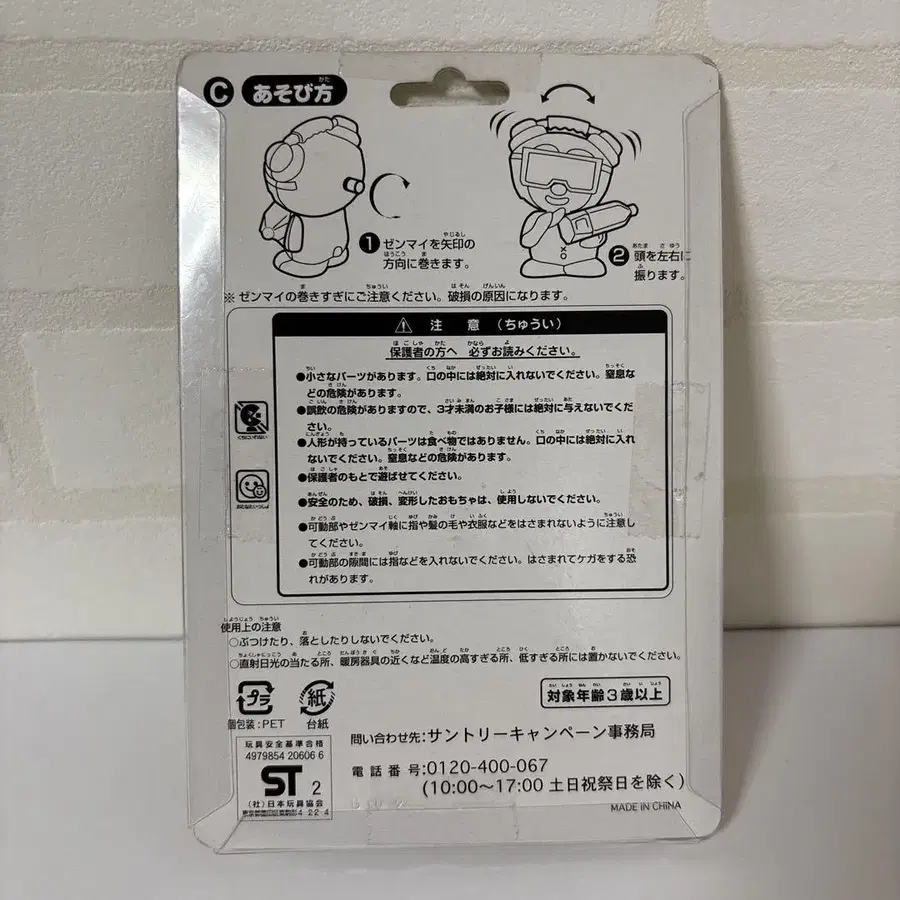 C あそび方
1 ゼンマイを矢印の
方向に巻きます。
2 頭を左右に
振ります。
※ ゼンマイの巻きすぎにご注意ください。破損の原因になります。
注 意 (ちゅうい)
保護者の方へ 必ずお読みください。
●小さなパーツがあります。口の中には絶対に入れないでください。窒息な
どの危険があります。
●誤飲の危険がありますので、3才未満のお子様には絶対に与えないでくだ
さい。
●人形が持っているパーツは食べ物ではありません。口の中には絶対に入れ
ないでください。窒息などの危険があります。
●保護者のもとで遊ばせてください。
●安全のため、破損、変形したおもちゃは、使用しないでください。
●可動部やゼンマイ軸に指や髪の毛や衣服などをはさまれないように注意し
てください。
●可動部の隙間には指などを入れないでください。はさまれてケガをする恐
れがあります。
使用上の注意
○ぶつけたり、落としたりしないでください。
○直射日光の当たる所、暖房器具の近くなど温度の高すぎる所、低すぎる所には置かないでください。
対象年齢3歳以上
プラ 紙
個包装:PET 台紙
玩具安全基準合格
4979854 20606 6
ST 2
(社)日本玩具協会
問い合わせ先:サントリーキャンペーン事務局
電話番号:0120-400-067
(10:00〜17:00 土日祝祭日を除く)
MADE IN CHINA